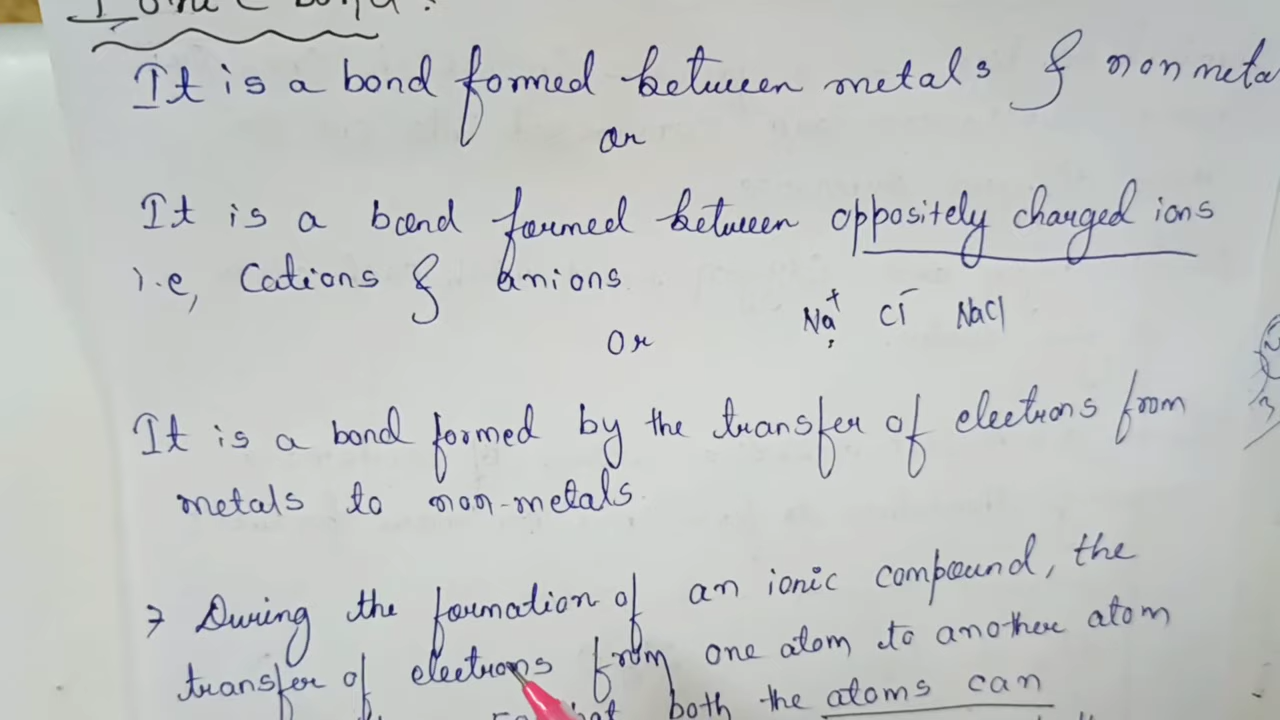 Ionic bond:
It is a bond formed between metals & nonmeta
or
It is a bond formed between oppositely charged ions
i.e, Cations & anions
Na⁺ Cl⁻ NaCl
Or
It is a bond formed by the transfer of electrons from
metals to non-metals.
→ During the formation of an ionic compound, the
transfer of electrons from one atom to another atom
both the atoms can